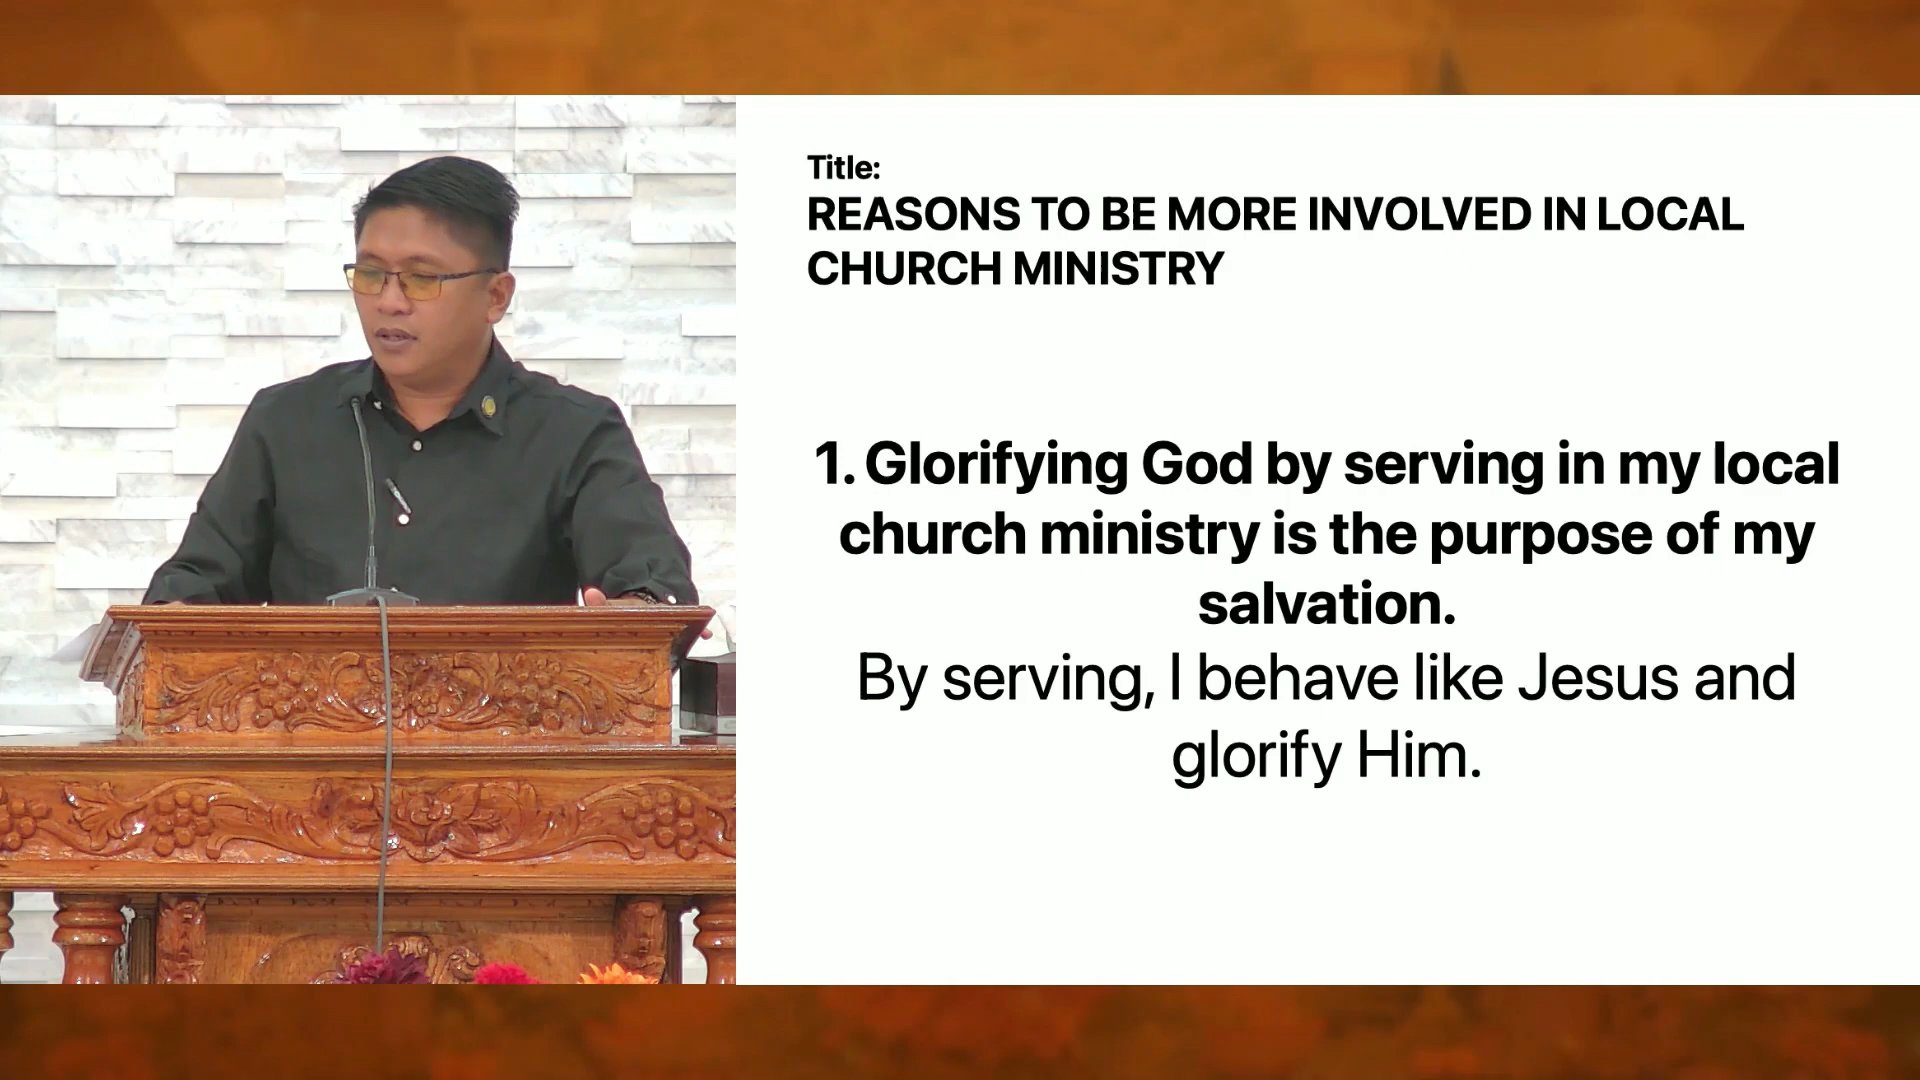 Title:
REASONS TO BE MORE INVOLVED IN LOCAL
CHURCH MINISTRY
1. Glorifying God by serving in my local
church ministry is the purpose of my
salvation.
By serving, I behave like Jesus and
glorify Him.